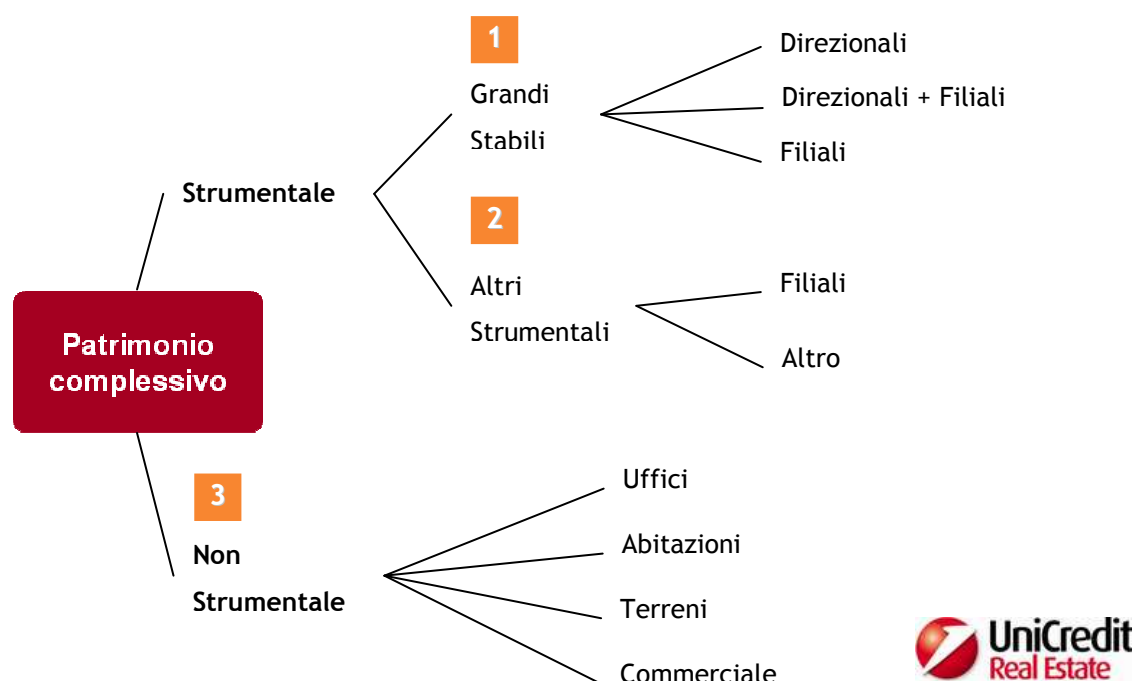 1
Grandi
Stabili
Direzionali
Direzionali + Filiali
Filiali
Strumentale
2
Altri
Strumentali
Filiali
Altro
Patrimonio
complessivo
3
Non
Strumentale
Uffici
Abitazioni
Terreni
Commerciale
UniCredit
Real Estate